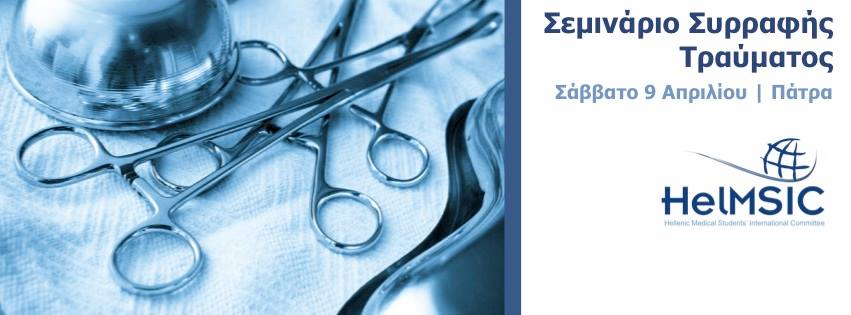 Σεμινάριο Συρραφής
Τραύματος
Σάββατο 9 Απριλίου | Πάτρα
HelMSIC
Hellenic Medical Students' International Committee